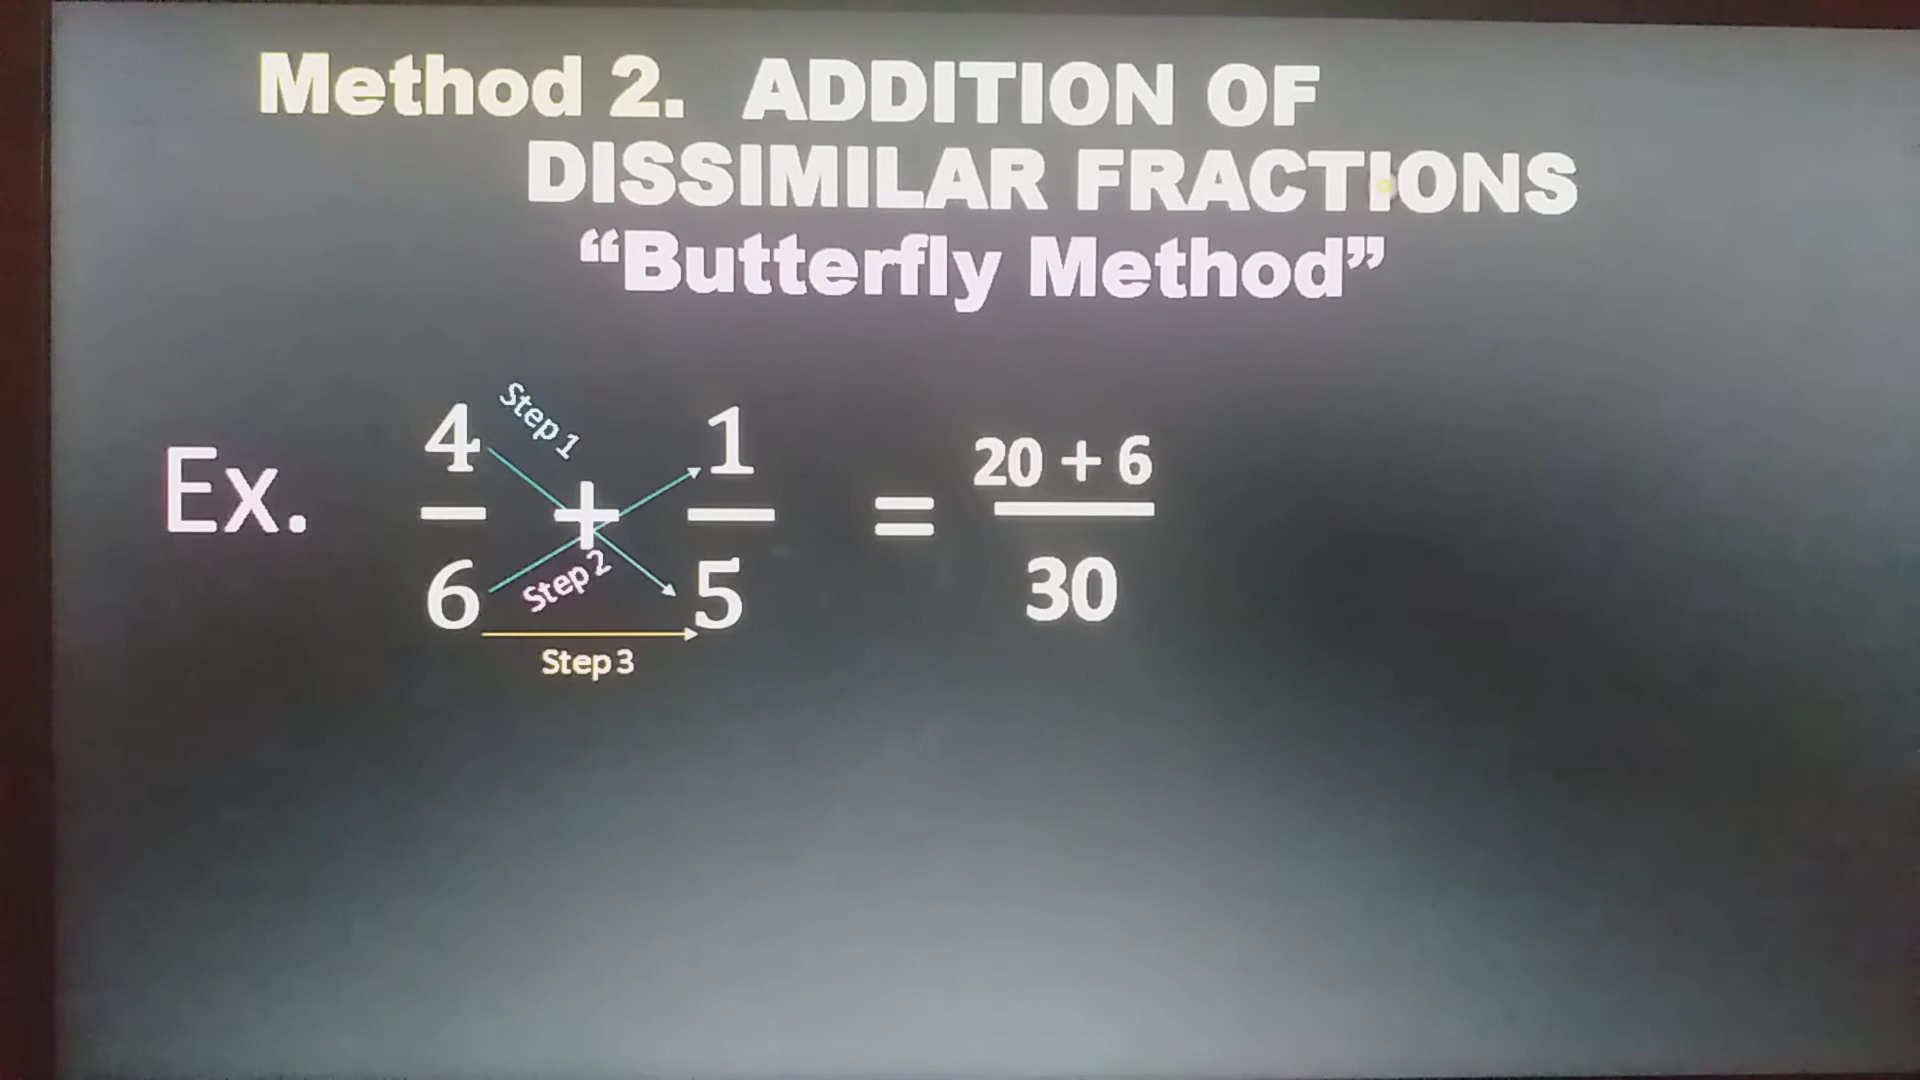 Method 2. ADDITION OF
DISSIMILAR FRACTIONS
“Butterfly Method”
Ex. 4/6 + 1/5 = 20 + 6/30
Step 1
Step 2
Step 3